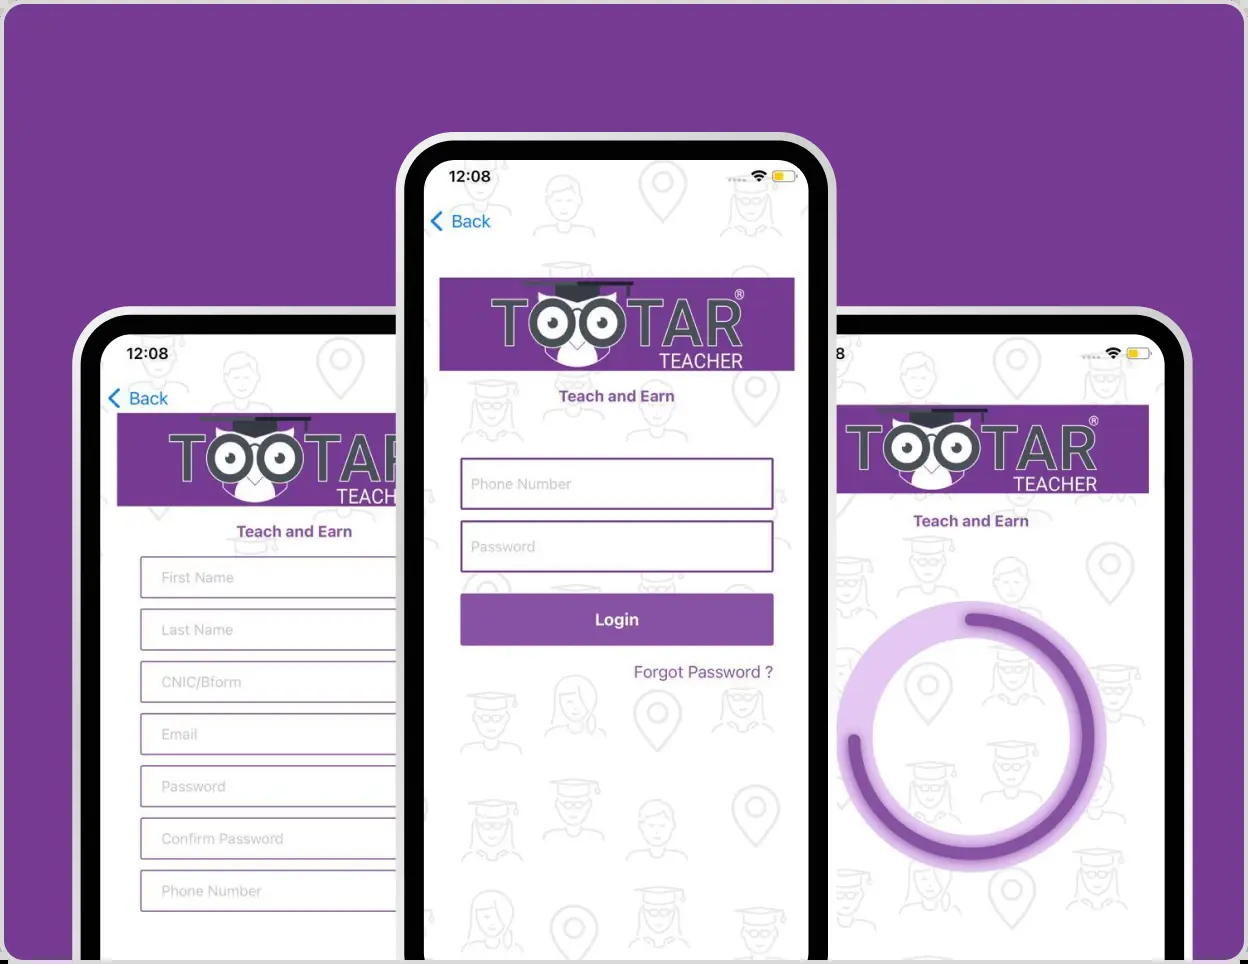 12:08
Back
TOOTAR®
TEACHER
Teach and Earn
Phone Number
Password
Login
Forgot Password ?
12:08
Back
TOOTAR
TEACH
Teach and Earn
First Name
Last Name
CNIC/Bform
Email
Password
Confirm Password
Phone Number
8
TOOTAR®
TEACHER
Teach and Earn